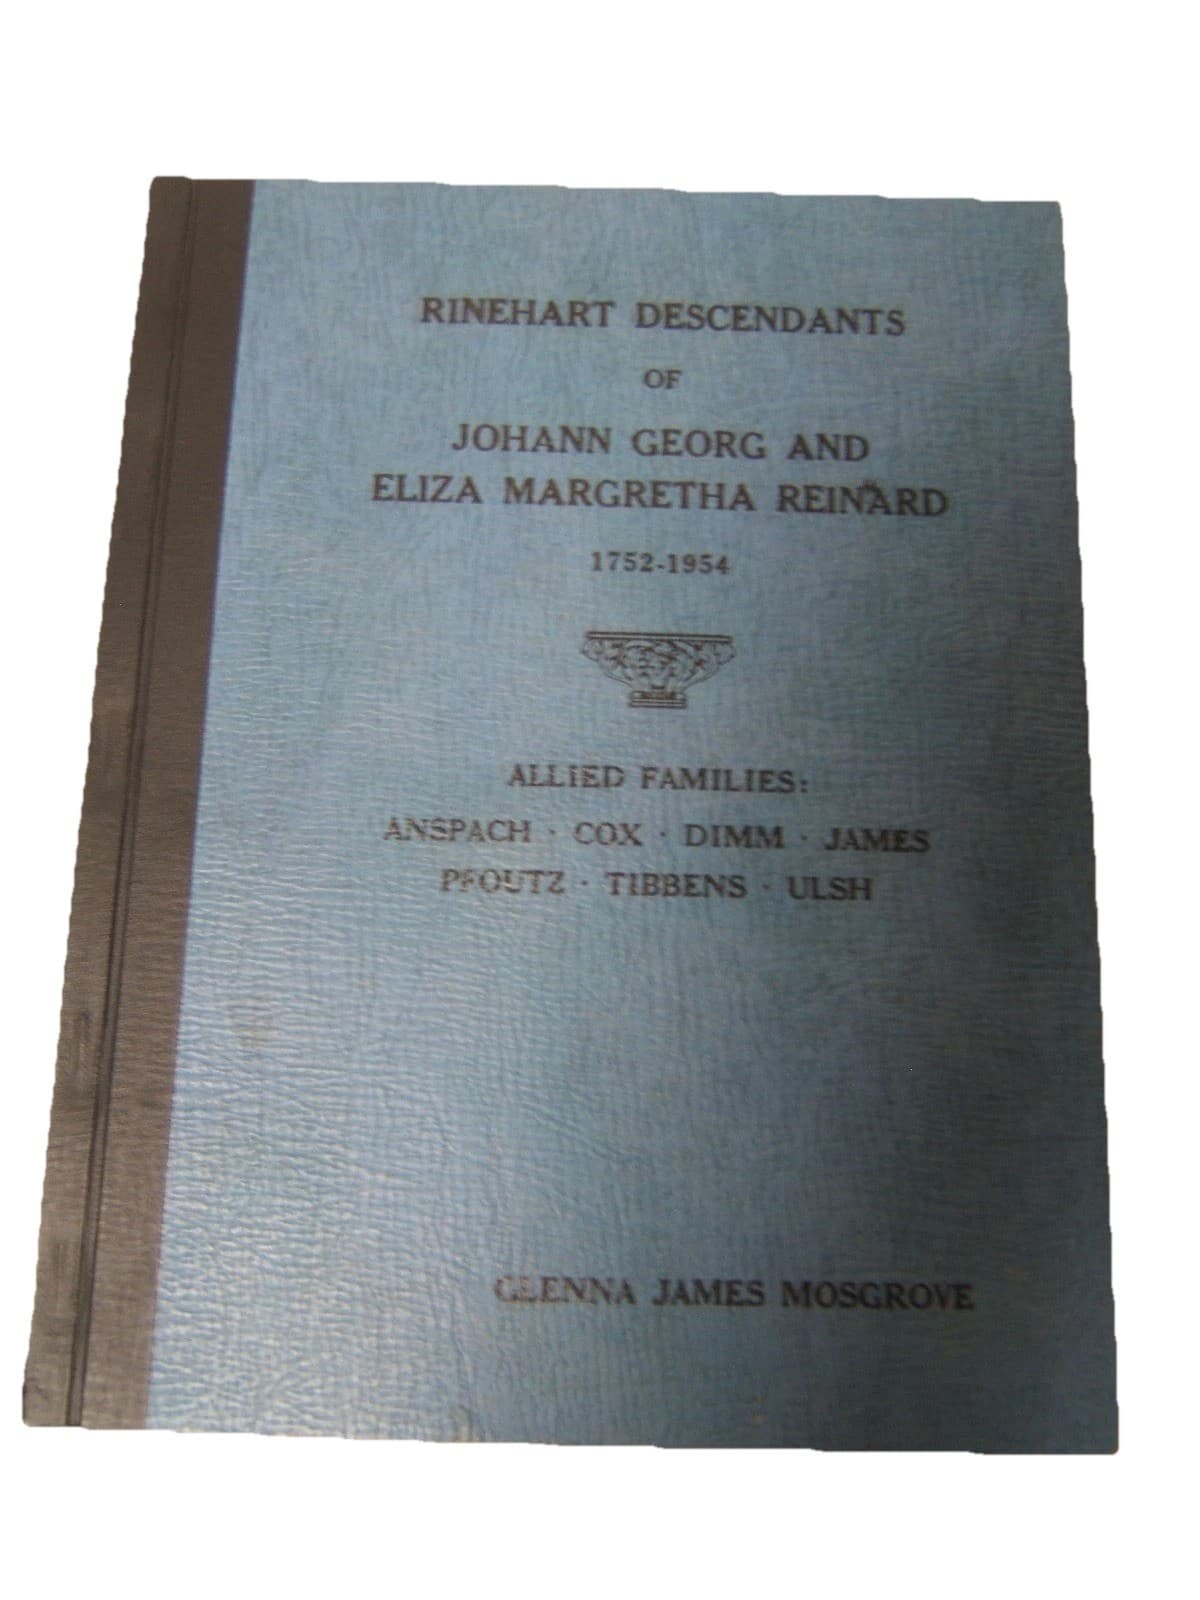 RINEHART DESCENDANTS
OF
JOHANN GEORG AND
ELIZA MARGRETHA REINÄRD
1752-1954
ALLIED FAMILIES:
ANSPACH · COX · DIMM · JAMES
PFOUTZ · TIBBENS · ULSH
GLENNA JAMES MOSGROVE